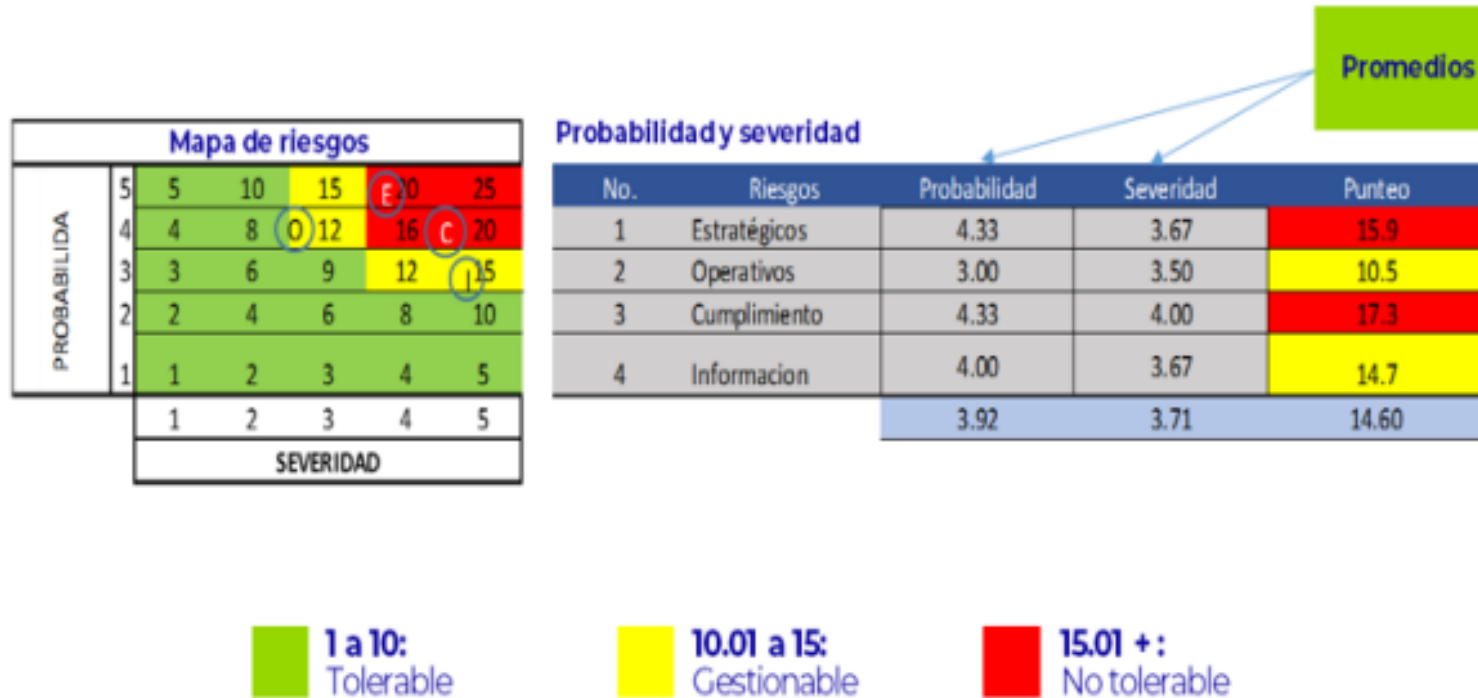 Promedios
Mapa de riesgos
PROBABILIDA
5 5 10 15 E 20 25
4 4 8 O 12 16 C 20
3 3 6 9 12 I 15
2 2 4 6 8 10
1 1 2 3 4 5
1 2 3 4 5
SEVERIDAD
Probabilidad y severidad
No. Riesgos Probabilidad Severidad Punteo
1 Estratégicos 4.33 3.67 15.9
2 Operativos 3.00 3.50 10.5
3 Cumplimiento 4.33 4.00 17.3
4 Informacion 4.00 3.67 14.7
3.92 3.71 14.60
1 a 10:
Tolerable
10.01 a 15:
Gestionable
15.01 + :
No tolerable